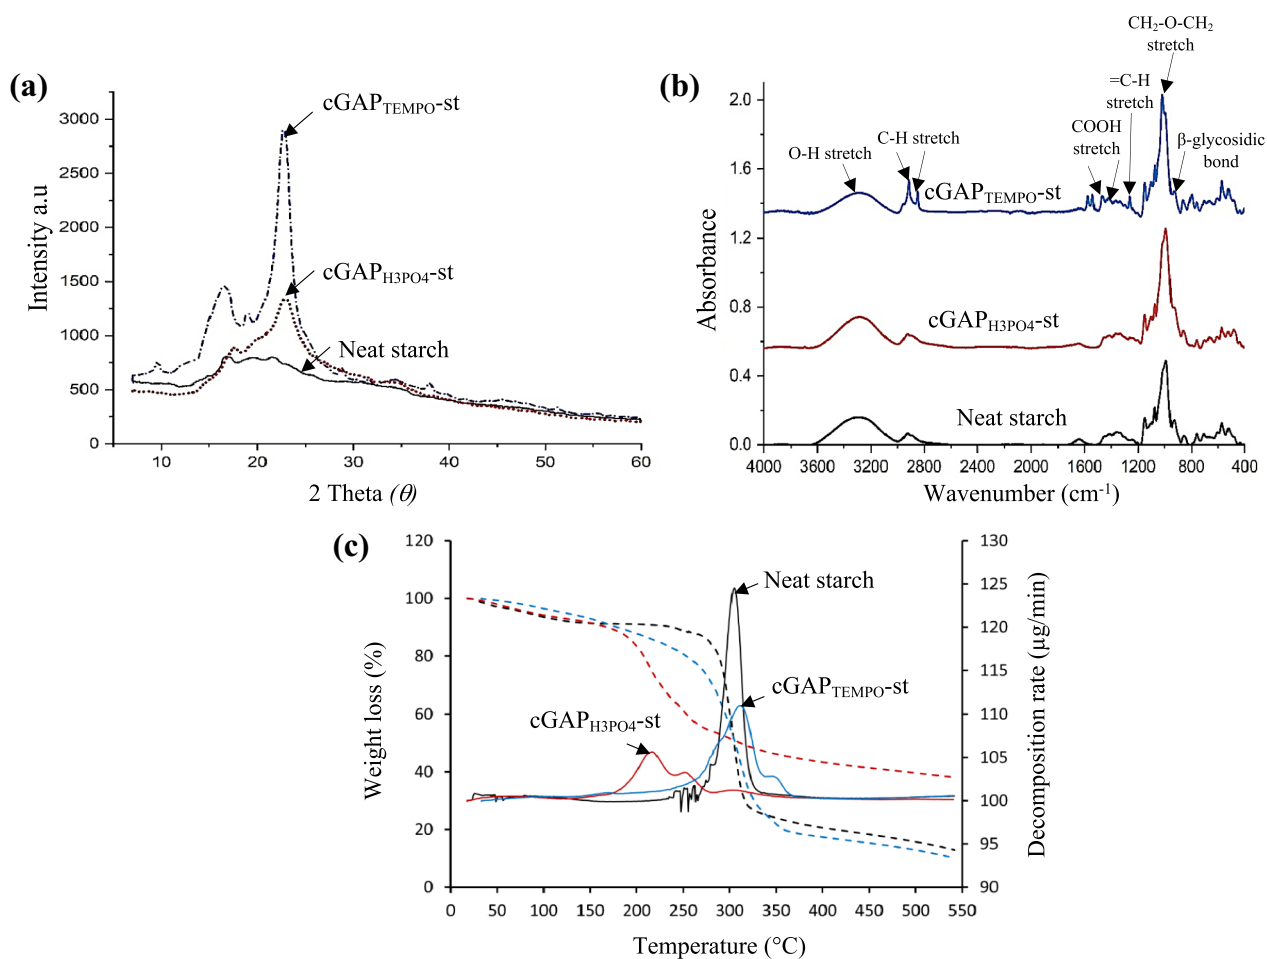 (a)
cGAPTEMPO-st
cGAPH3PO4-st
Neat starch
Intensity a.u
3000
2500
2000
1500
1000
500
0
10
20
30
40
50
60
2 Theta (θ)
(b)
CH2-O-CH2
stretch
=C-H
stretch
COOH
stretch
β-glycosidic
bond
C-H stretch
O-H stretch
cGAPTEMPO-st
cGAPH3PO4-st
Neat starch
Absorbance
2.0
1.6
1.2
0.8
0.4
0.0
4000
3600
3200
2800
2400
2000
1600
1200
800
400
Wavenumber (cm-1)
(c)
Neat starch
cGAPTEMPO-st
cGAPH3PO4-st
Weight loss (%)
120
100
80
60
40
20
0
Decomposition rate (µg/min)
130
125
120
115
110
105
100
95
90
0
50
100
150
200
250
300
350
400
450
500
550
Temperature (°C)